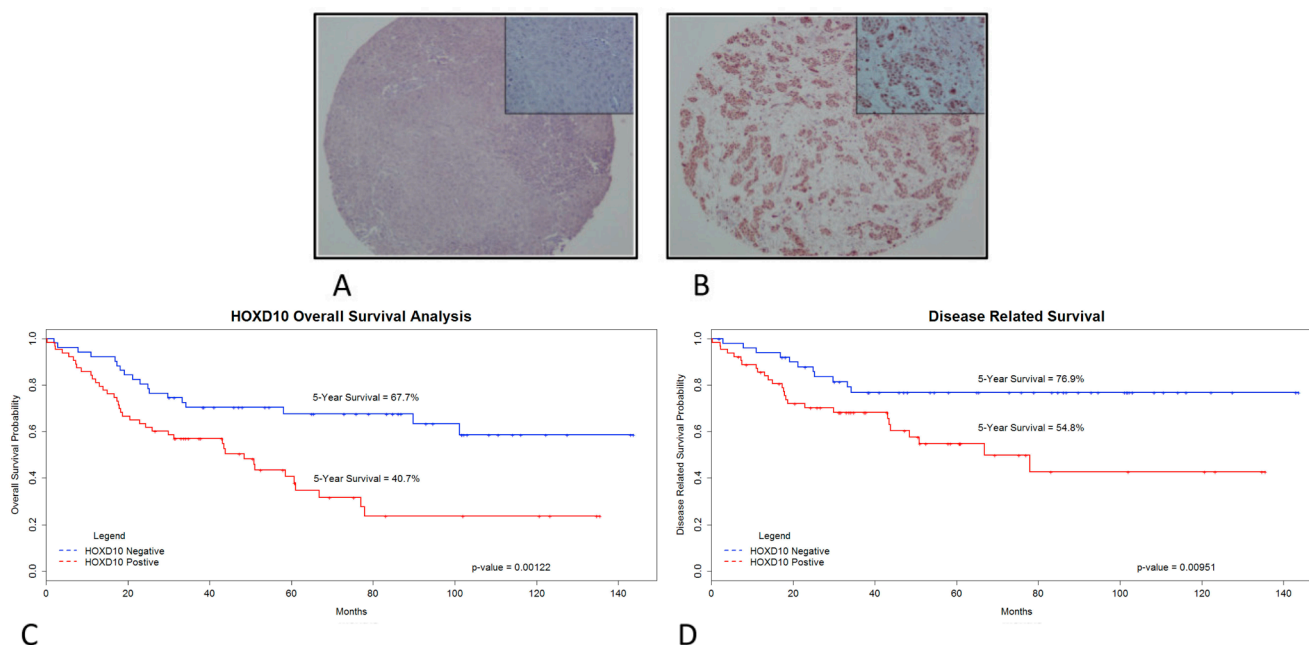 A
B
HOXD10 Overall Survival Analysis
Overall Survival Probability
1.0
0.8
0.6
0.4
0.2
0.0
5-Year Survival = 67.7%
5-Year Survival = 40.7%
Legend
HOXD10 Negative
HOXD10 Postive
p-value = 0.00122
0 20 40 60 80 100 120 140
Months
C
Disease Related Survival
Disease Related Survival Probability
1.0
0.8
0.6
0.4
0.2
0.0
5-Year Survival = 76.9%
5-Year Survival = 54.8%
Legend
HOXD10 Negative
HOXD10 Postive
p-value = 0.00951
0 20 40 60 80 100 120 140
Months
D